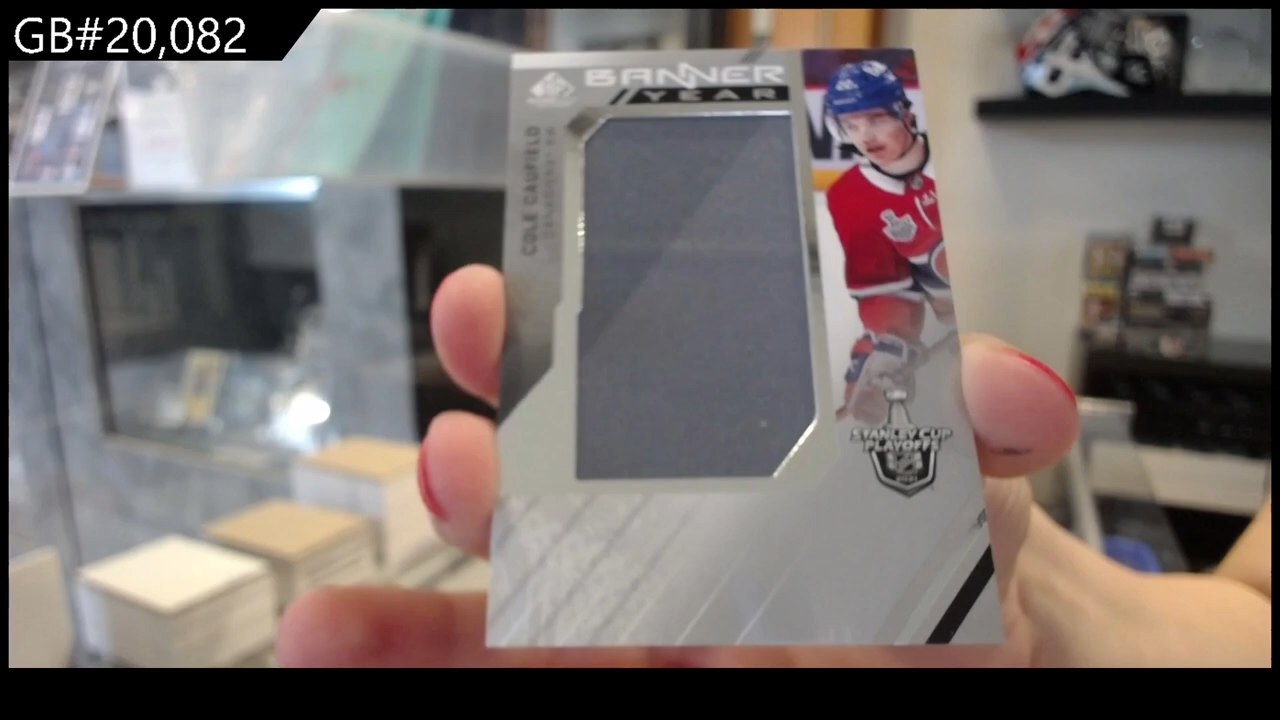 GB#20,082
BANNER
YEAR
COLE CAUFIELD
STANLEY CUP
PLAYOFFS